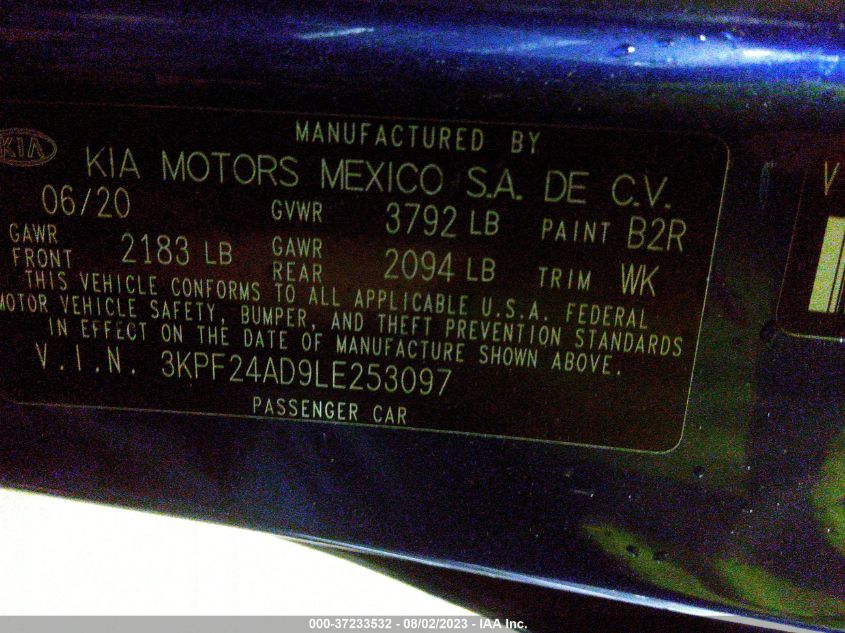 MANUFACTURED BY
KIA
KIA MOTORS MEXICO S.A. DE C.V.
06/20 GVWR 3792 LB PAINT B2R
GAWR FRONT 2183 LB GAWR REAR 2094 LB TRIM WK
THIS VEHICLE CONFORMS TO ALL APPLICABLE U.S.A. FEDERAL
MOTOR VEHICLE SAFETY, BUMPER, AND THEFT PREVENTION STANDARDS
IN EFFECT ON THE DATE OF MANUFACTURE SHOWN ABOVE.
V.I.N. 3KPF24AD9LE253097
PASSENGER CAR
V
000-37233532 - 08/02/2023 - IAA Inc.